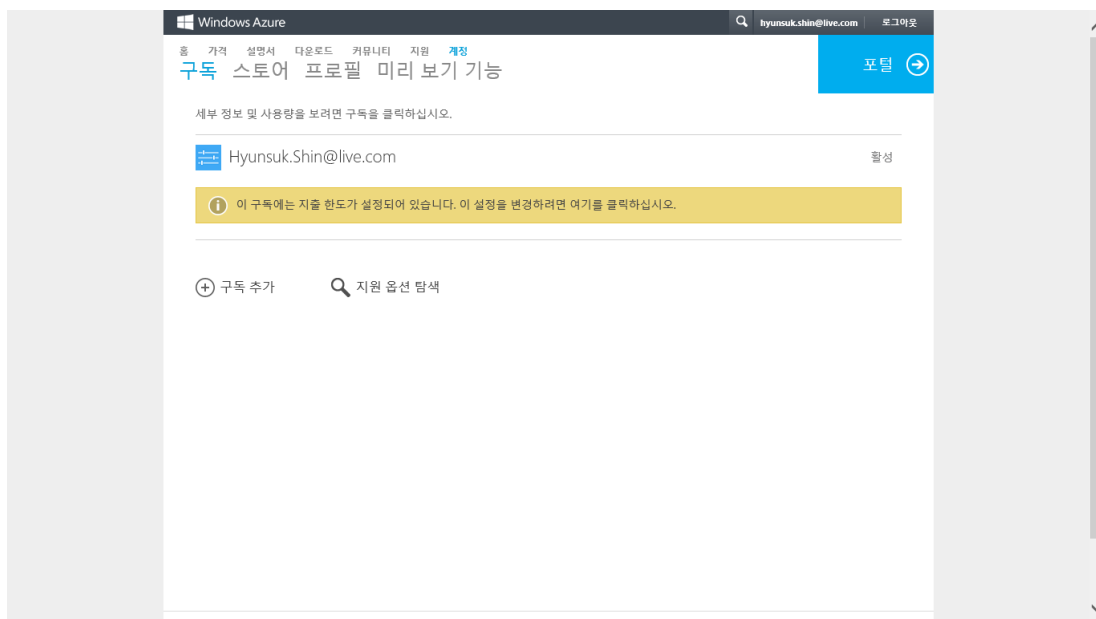 Windows Azure
hyunsuk.shin@live.com 로그아웃
홈 가격 설명서 다운로드 커뮤니티 지원 계정
구독 스토어 프로필 미리 보기 기능
포털
세부 정보 및 사용량을 보려면 구독을 클릭하십시오.
Hyunsuk.Shin@live.com 활성
이 구독에는 지출 한도가 설정되어 있습니다. 이 설정을 변경하려면 여기를 클릭하십시오.
구독 추가 지원 옵션 탐색